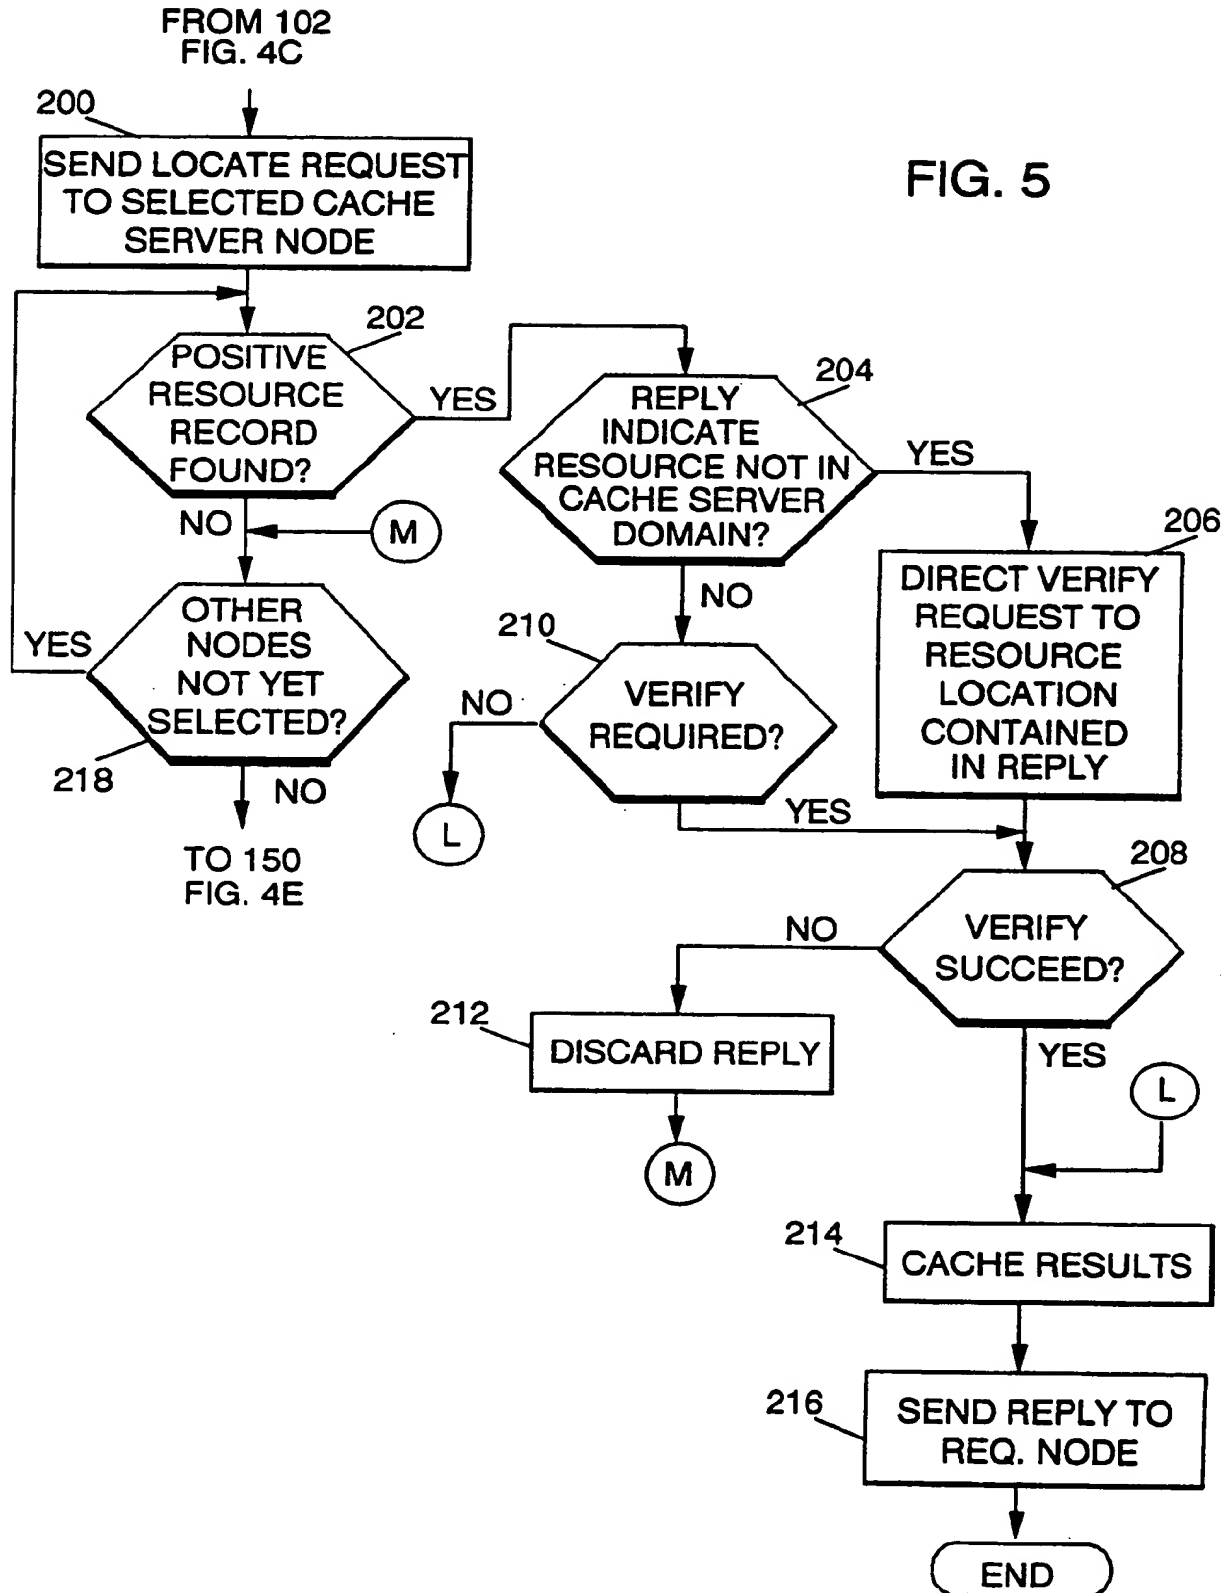 FROM 102
FIG. 4C
200
SEND LOCATE REQUEST
TO SELECTED CACHE
SERVER NODE
FIG. 5
202
POSITIVE
RESOURCE
RECORD
FOUND?
YES
NO
M
OTHER
NODES
NOT YET
SELECTED?
YES
218
NO
TO 150
FIG. 4E
204
REPLY
INDICATE
RESOURCE NOT IN
CACHE SERVER
DOMAIN?
YES
NO
206
DIRECT VERIFY
REQUEST TO
RESOURCE
LOCATION
CONTAINED
IN REPLY
210
VERIFY
REQUIRED?
NO
L
YES
208
VERIFY
SUCCEED?
NO
YES
212
DISCARD REPLY
M
L
214
CACHE RESULTS
216
SEND REPLY TO
REQ. NODE
END